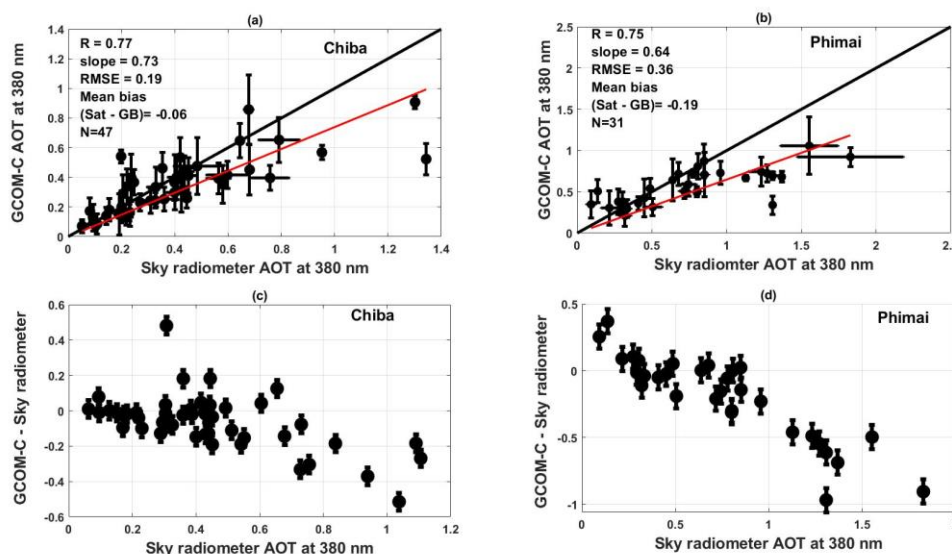 (a)
R = 0.77
slope = 0.73
RMSE = 0.19
Mean bias
(Sat - GB)= -0.06
N=47
Chiba
GCOM-C AOT at 380 nm
1.4
1.2
1
0.8
0.6
0.4
0.2
0
0 0.2 0.4 0.6 0.8 1 1.2 1.4
Sky radiometer AOT at 380 nm
(b)
R = 0.75
slope = 0.64
RMSE = 0.36
Mean bias
(Sat - GB)= -0.19
N=31
Phimai
GCOM-C AOT at 380 nm
2.5
2
1.5
1
0.5
0
0 0.5 1 1.5 2 2.
Sky radiomter AOT at 380 nm
(c)
Chiba
GCOM-C - Sky radiometer
0.6
0.4
0.2
0
-0.2
-0.4
-0.6
0 0.2 0.4 0.6 0.8 1 1.2
Sky radiometer AOT at 380 nm
(d)
Phimai
GCOM-C - Sky radiometer
0.5
0
-0.5
-1
0 0.5 1 1.5
Sky radiometer AOT at 380 nm